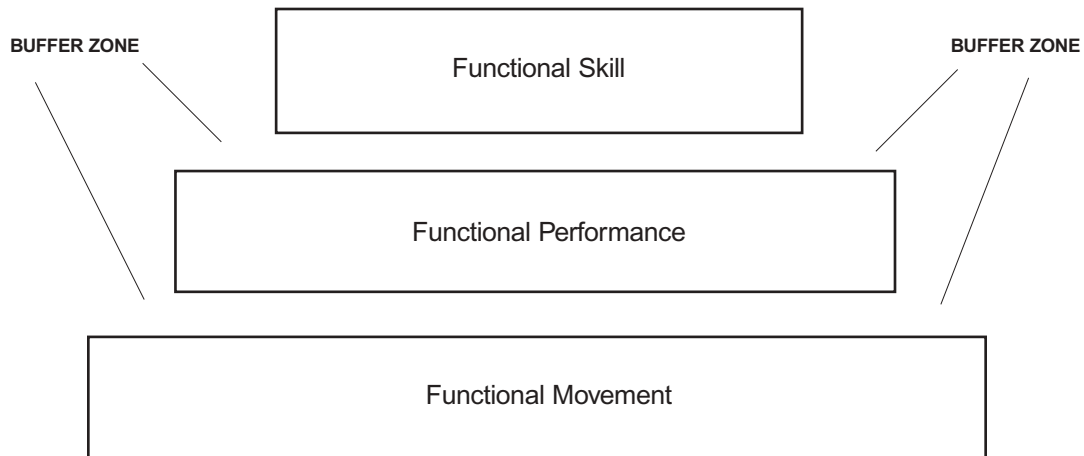 BUFFER ZONE
BUFFER ZONE
Functional Skill
Functional Performance
Functional Movement